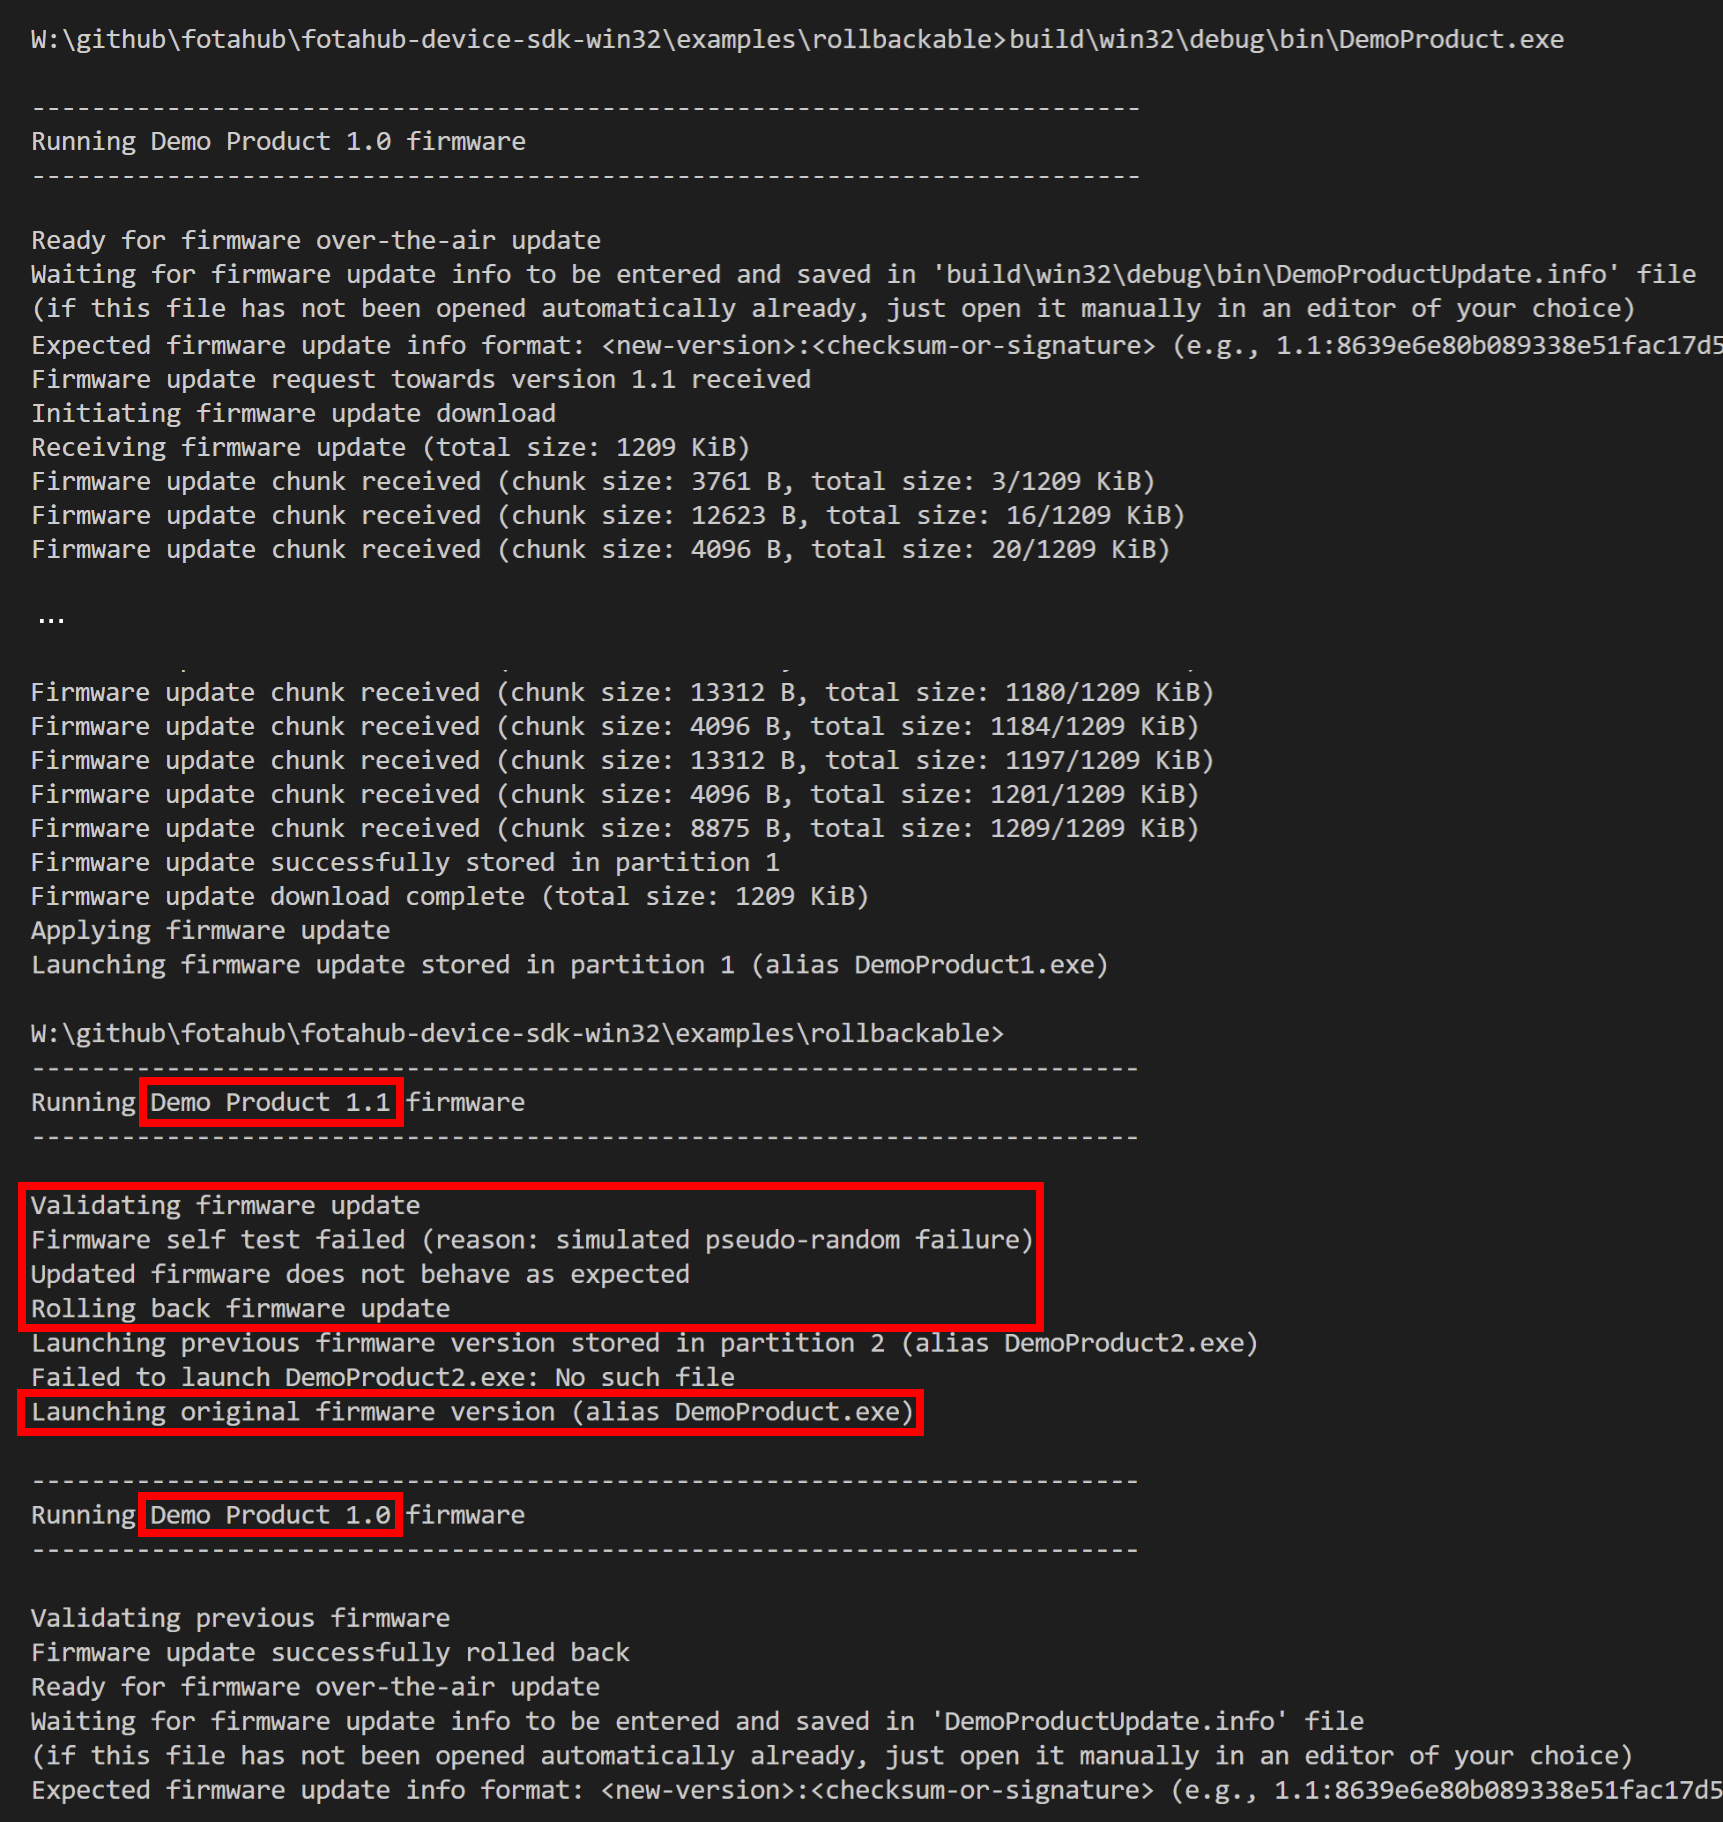 W:\github\fotahub\fotahub-device-sdk-win32\examples\rollbackable>build\win32\debug\bin\DemoProduct.exe
--------------------------------------------------------------------------
Running Demo Product 1.0 firmware
--------------------------------------------------------------------------
Ready for firmware over-the-air update
Waiting for firmware update info to be entered and saved in 'build\win32\debug\bin\DemoProductUpdate.info' file
(if this file has not been opened automatically already, just open it manually in an editor of your choice)
Expected firmware update info format: <new-version>:<checksum-or-signature> (e.g., 1.1:8639e6e80b089338e51fac17d5
Firmware update request towards version 1.1 received
Initiating firmware update download
Receiving firmware update (total size: 1209 KiB)
Firmware update chunk received (chunk size: 3761 B, total size: 3/1209 KiB)
Firmware update chunk received (chunk size: 12623 B, total size: 16/1209 KiB)
Firmware update chunk received (chunk size: 4096 B, total size: 20/1209 KiB)
...
Firmware update chunk received (chunk size: 13312 B, total size: 1180/1209 KiB)
Firmware update chunk received (chunk size: 4096 B, total size: 1184/1209 KiB)
Firmware update chunk received (chunk size: 13312 B, total size: 1197/1209 KiB)
Firmware update chunk received (chunk size: 4096 B, total size: 1201/1209 KiB)
Firmware update chunk received (chunk size: 8875 B, total size: 1209/1209 KiB)
Firmware update successfully stored in partition 1
Firmware update download complete (total size: 1209 KiB)
Applying firmware update
Launching firmware update stored in partition 1 (alias DemoProduct1.exe)
W:\github\fotahub\fotahub-device-sdk-win32\examples\rollbackable>
--------------------------------------------------------------------------
Running Demo Product 1.1 firmware
--------------------------------------------------------------------------
Validating firmware update
Firmware self test failed (reason: simulated pseudo-random failure)
Updated firmware does not behave as expected
Rolling back firmware update
Launching previous firmware version stored in partition 2 (alias DemoProduct2.exe)
Failed to launch DemoProduct2.exe: No such file
Launching original firmware version (alias DemoProduct.exe)
--------------------------------------------------------------------------
Running Demo Product 1.0 firmware
--------------------------------------------------------------------------
Validating previous firmware
Firmware update successfully rolled back
Ready for firmware over-the-air update
Waiting for firmware update info to be entered and saved in 'DemoProductUpdate.info' file
(if this file has not been opened automatically already, just open it manually in an editor of your choice)
Expected firmware update info format: <new-version>:<checksum-or-signature> (e.g., 1.1:8639e6e80b089338e51fac17d5